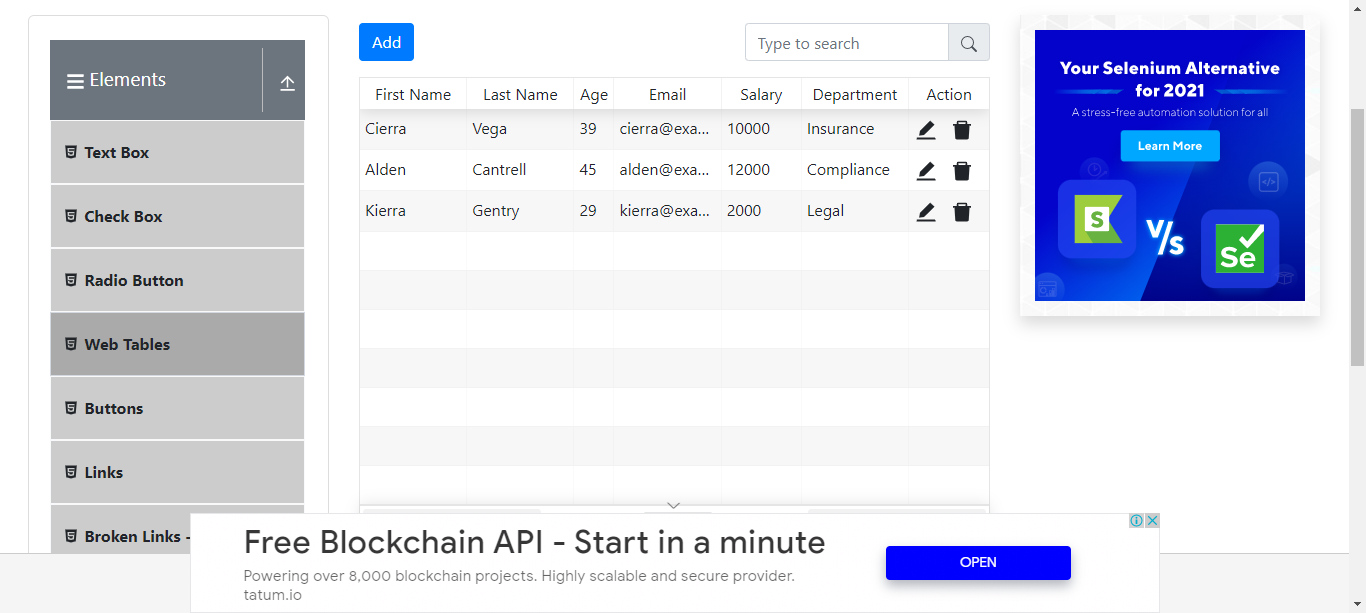 Elements
Text Box
Check Box
Radio Button
Web Tables
Buttons
Links
Broken Links -
Add
Type to search
First Name Last Name Age Email Salary Department Action
Cierra Vega 39 cierra@exa... 10000 Insurance
Alden Cantrell 45 alden@exa... 12000 Compliance
Kierra Gentry 29 kierra@exa... 2000 Legal
Your Selenium Alternative
for 2021
A stress-free automation solution for all
Learn More
S
V/S
Se
Free Blockchain API - Start in a minute
Powering over 8,000 blockchain projects. Highly scalable and secure provider.
tatum.io
OPEN